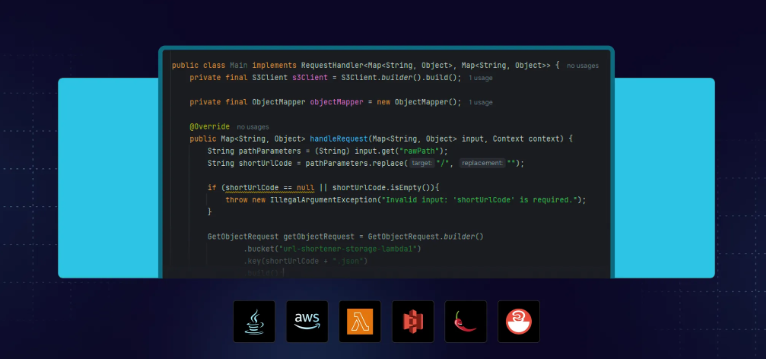 public class Main implements RequestHandler<Map<String, Object>, Map<String, Object>> { no usages
private final S3Client s3Client = S3Client.builder().build(); 1 usage
private final ObjectMapper objectMapper = new ObjectMapper(); 1 usage
@Override no usages
public Map<String, Object> handleRequest(Map<String, Object> input, Context context) {
String pathParameters = (String) input.get("rawPath");
String shortUrlCode = pathParameters.replace( target: "/", replacement: "");
if (shortUrlCode == null || shortUrlCode.isEmpty()){
throw new IllegalArgumentException("Invalid input: 'shortUrlCode' is required.");
}
GetObjectRequest getObjectRequest = GetObjectRequest.builder()
.bucket("url-shortener-storage-lambda1")
.key(shortUrlCode + ".json")
aws